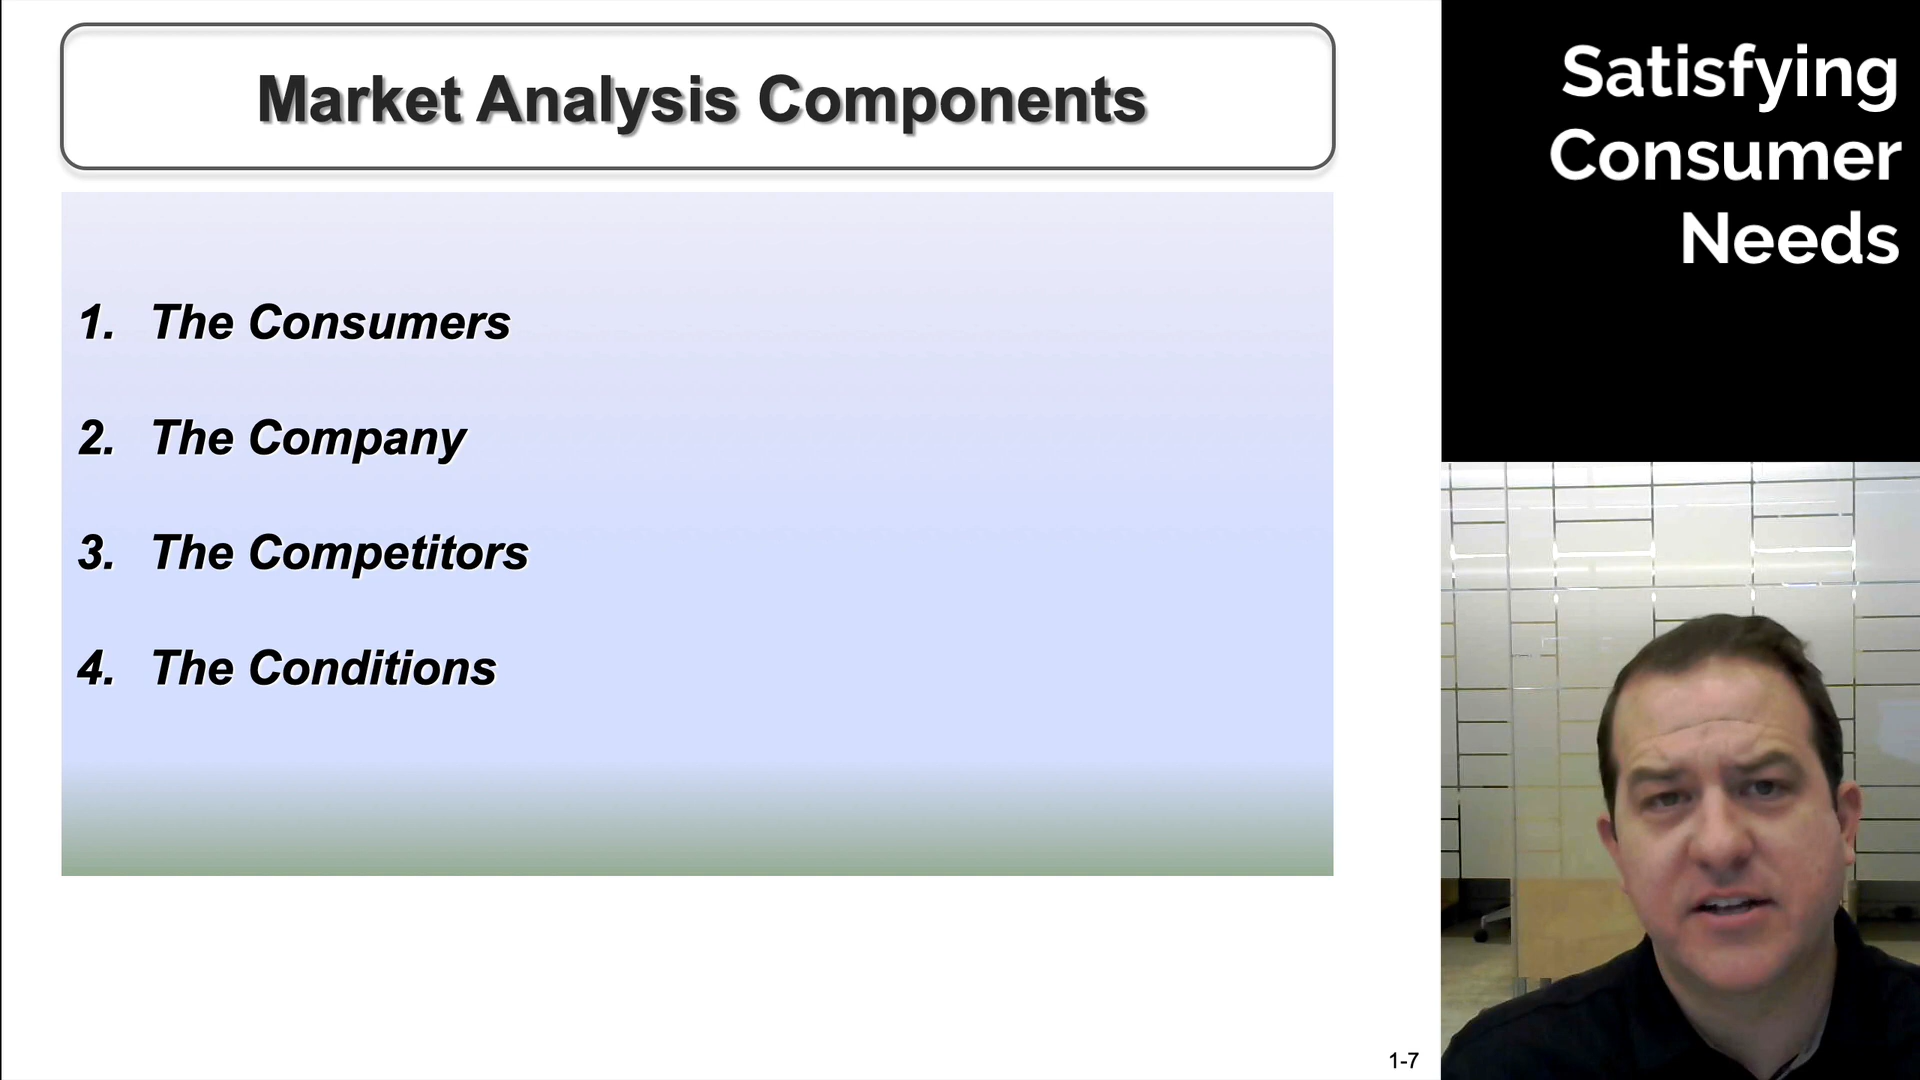 Market Analysis Components
1. The Consumers
2. The Company
3. The Competitors
4. The Conditions
1-7
Satisfying
Consumer
Needs